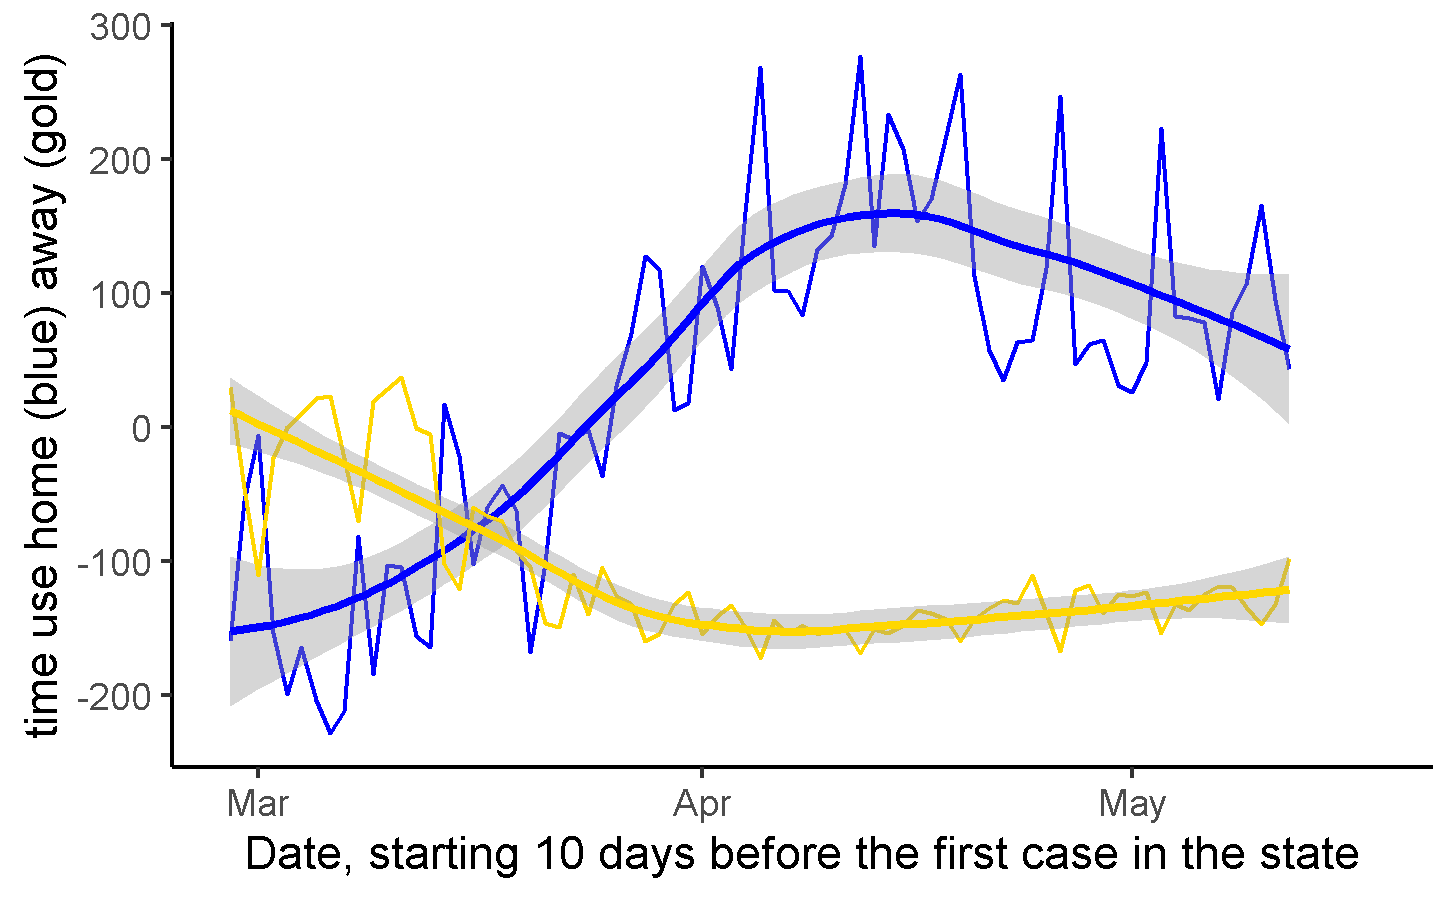 time use home (blue) away (gold)
300
200
100
0
-100
-200
Mar
Apr
May
Date, starting 10 days before the first case in the state